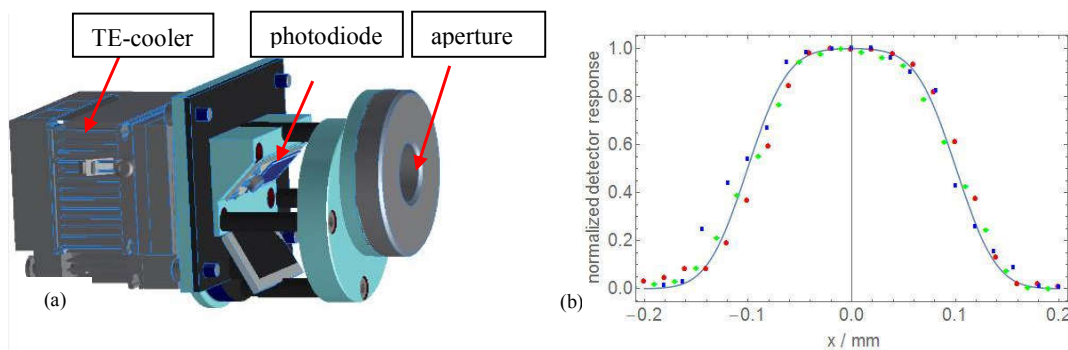 TE-cooler
photodiode
aperture
(a)
(b)
normalized detector response
1.0
0.8
0.6
0.4
0.2
0.0
−0.2
−0.1
0.0
0.1
0.2
x / mm